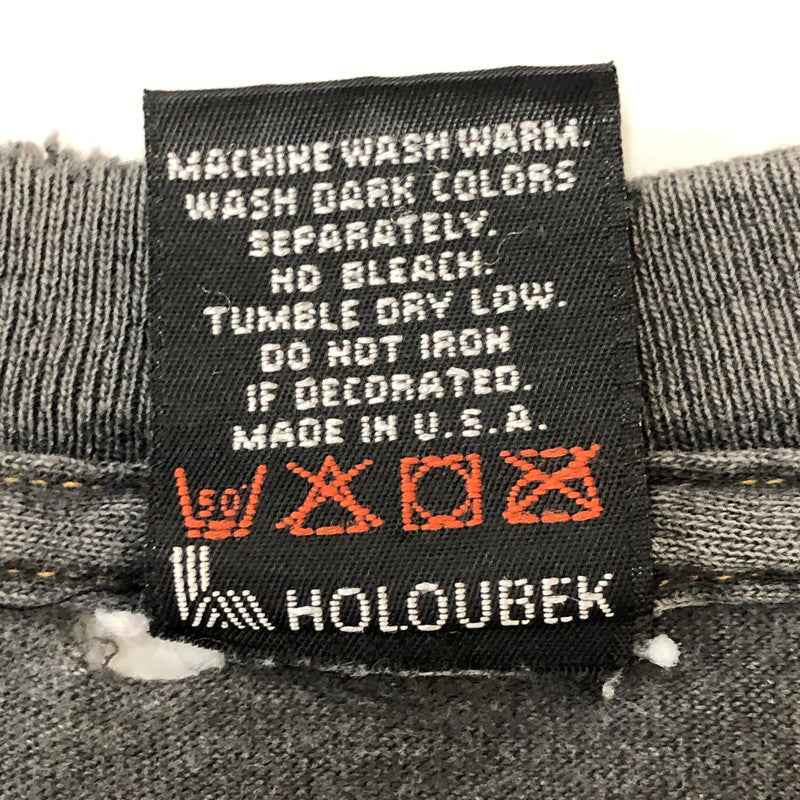 MACHINE WASH WARM.
WASH DARK COLORS
SEPARATELY.
NO BLEACH.
TUMBLE DRY LOW.
DO NOT IRON
IF DECORATED.
MADE IN U.S.A.
50°
HOLOUBEK